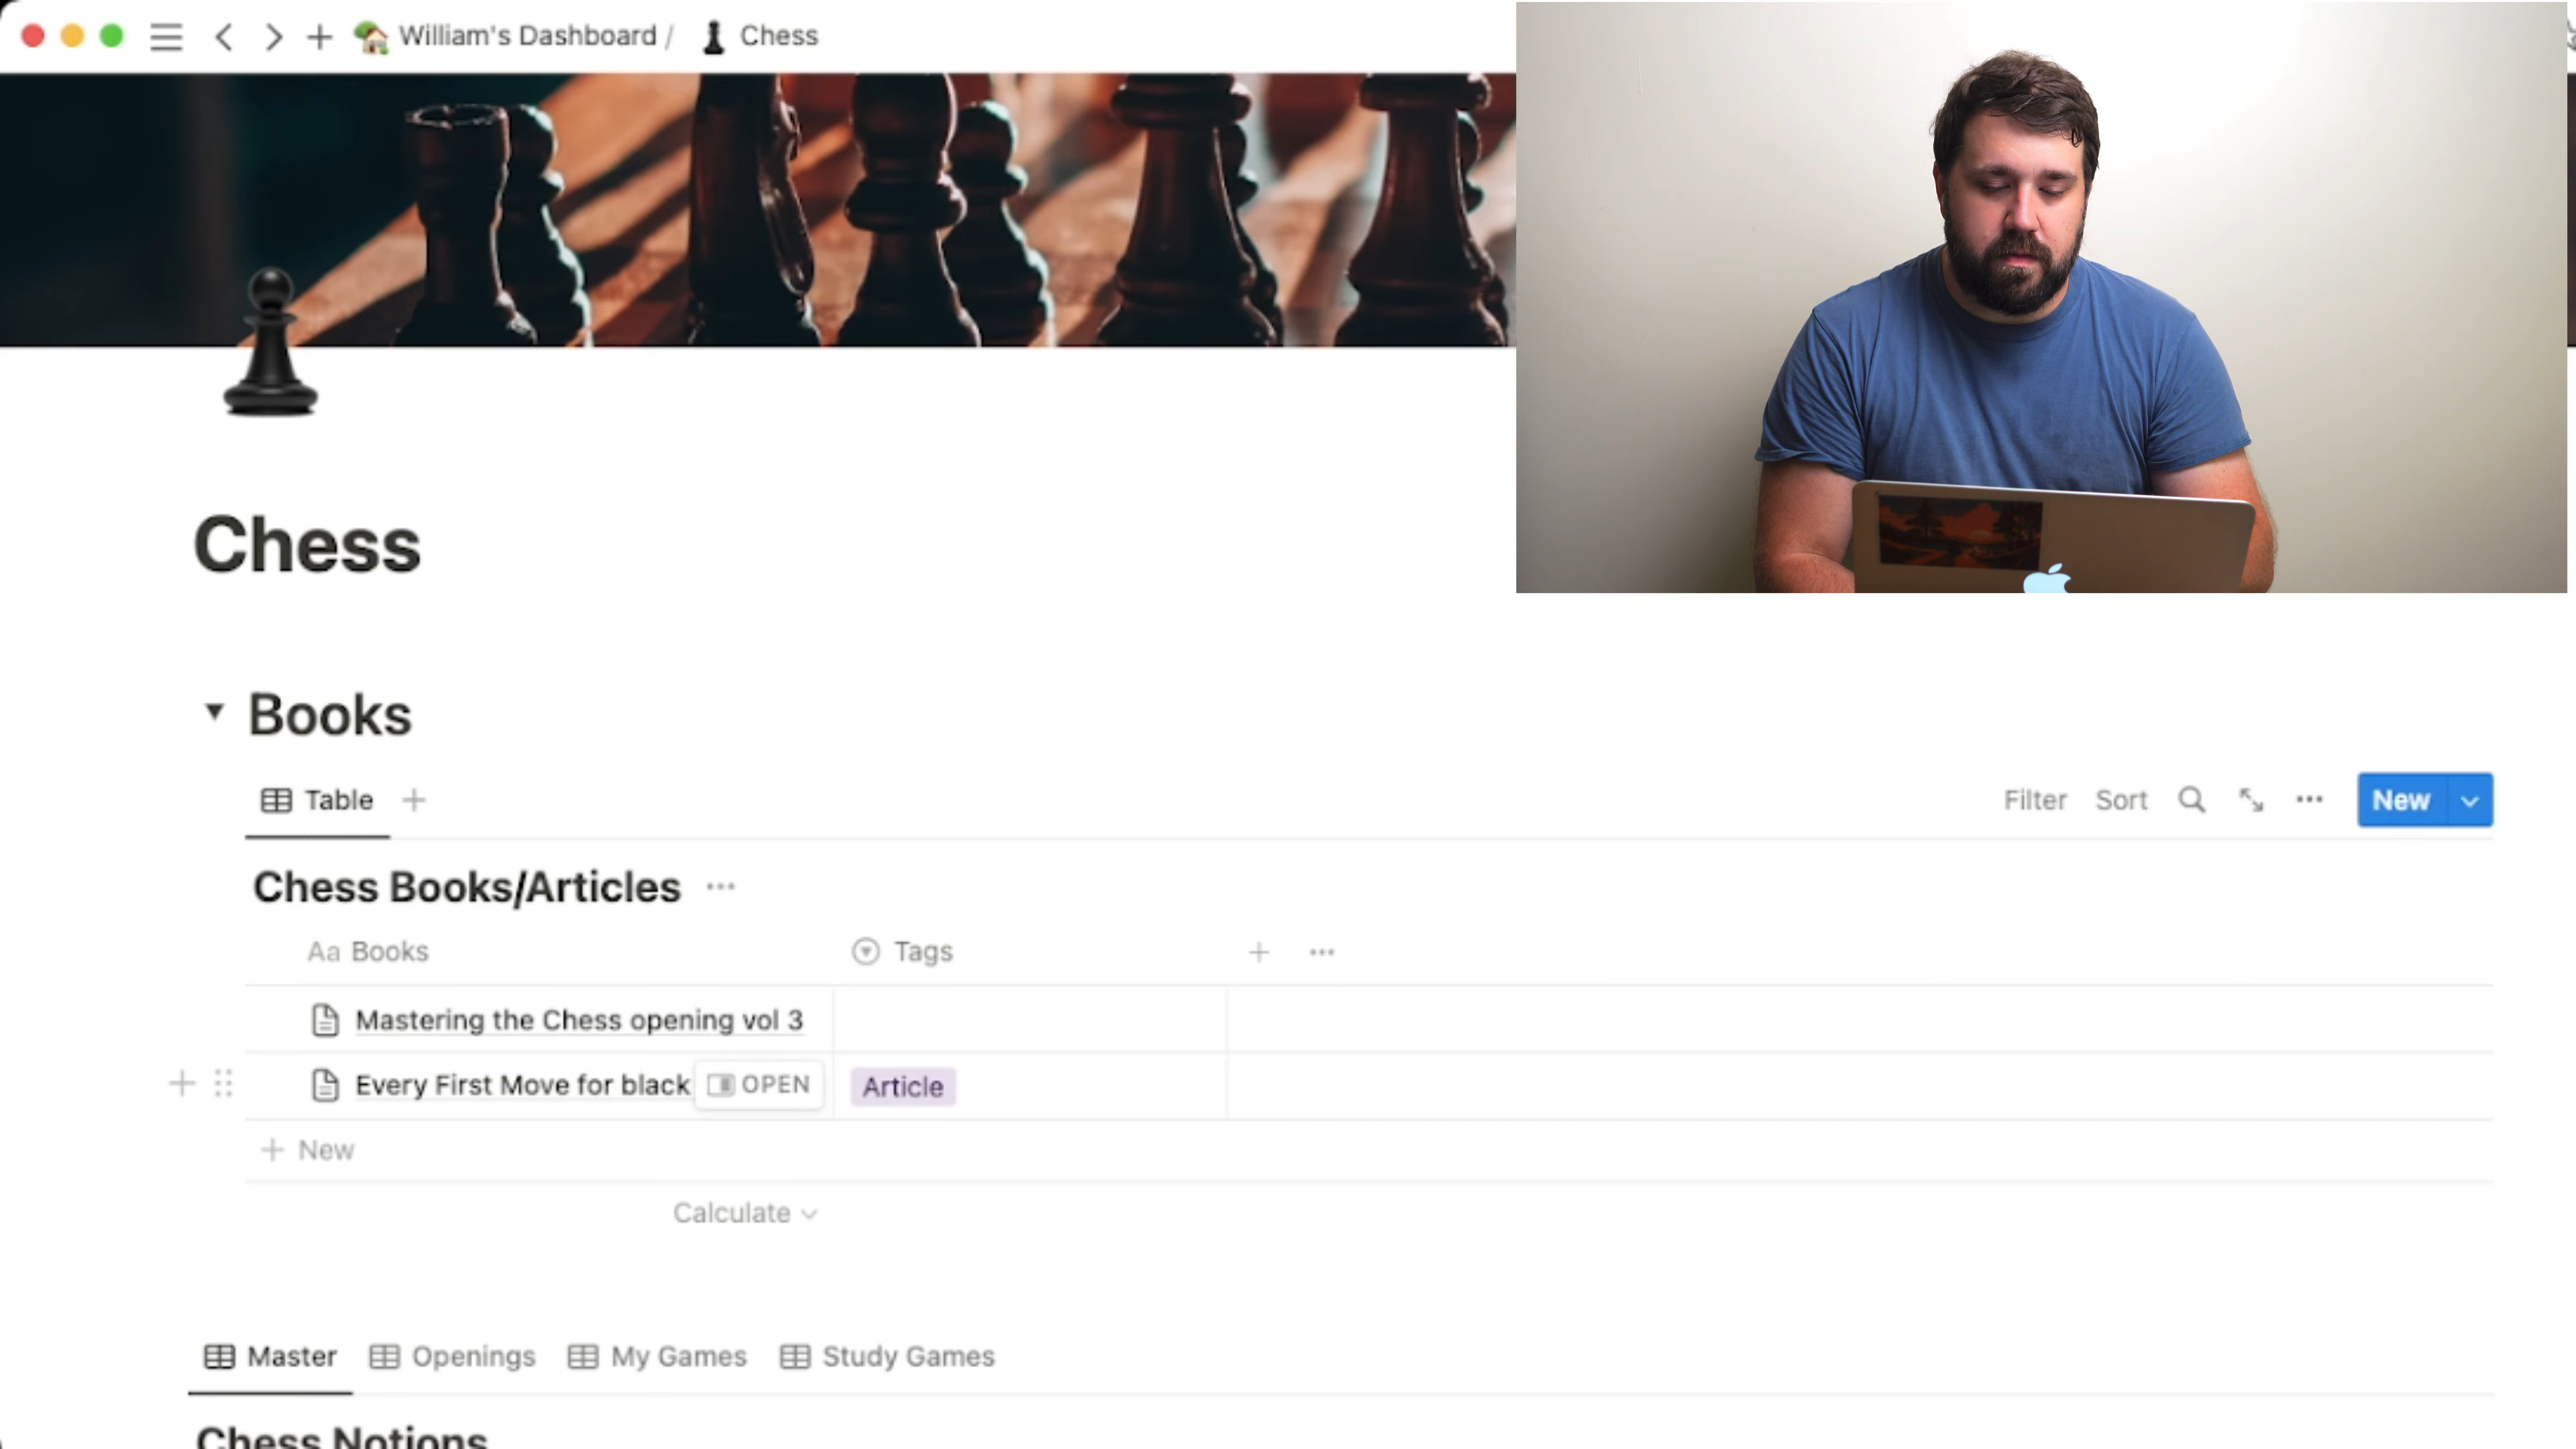 William's Dashboard / Chess
Chess
Books
Table
Filter Sort New
Chess Books/Articles
Aa Books Tags
Mastering the Chess opening vol 3
Every First Move for black OPEN Article
New
Calculate
Master Openings My Games Study Games
Chess Notions